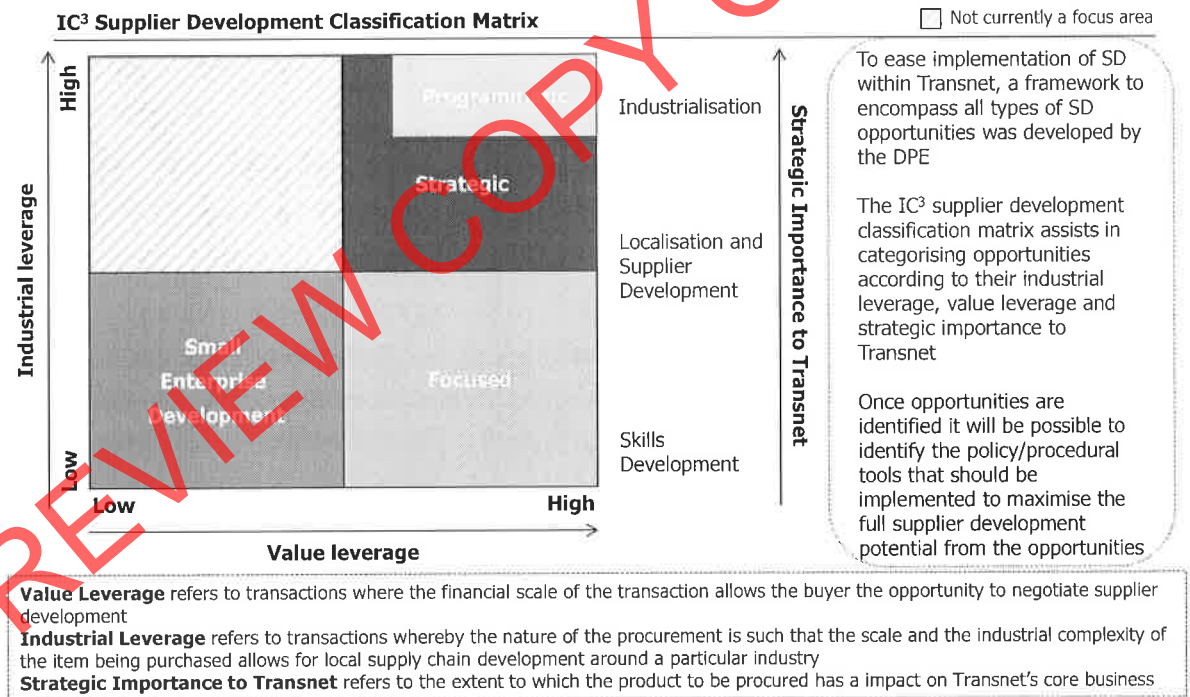 IC³ Supplier Development Classification Matrix
Not currently a focus area
High
Industrial leverage
Low
Programmatic
Strategic
Small
Enterprise
Development
Focused
Low
High
Value leverage
Industrialisation
Localisation and
Supplier
Development
Skills
Development
Strategic Importance to Transnet
To ease implementation of SD
within Transnet, a framework to
encompass all types of SD
opportunities was developed by
the DPE
The IC³ supplier development
classification matrix assists in
categorising opportunities
according to their industrial
leverage, value leverage and
strategic importance to
Transnet
Once opportunities are
identified it will be possible to
identify the policy/procedural
tools that should be
implemented to maximise the
full supplier development
potential from the opportunities
Value Leverage refers to transactions where the financial scale of the transaction allows the buyer the opportunity to negotiate supplier
development
Industrial Leverage refers to transactions whereby the nature of the procurement is such that the scale and the industrial complexity of
the item being purchased allows for local supply chain development around a particular industry
Strategic Importance to Transnet refers to the extent to which the product to be procured has a impact on Transnet's core business
REVIEW COPY